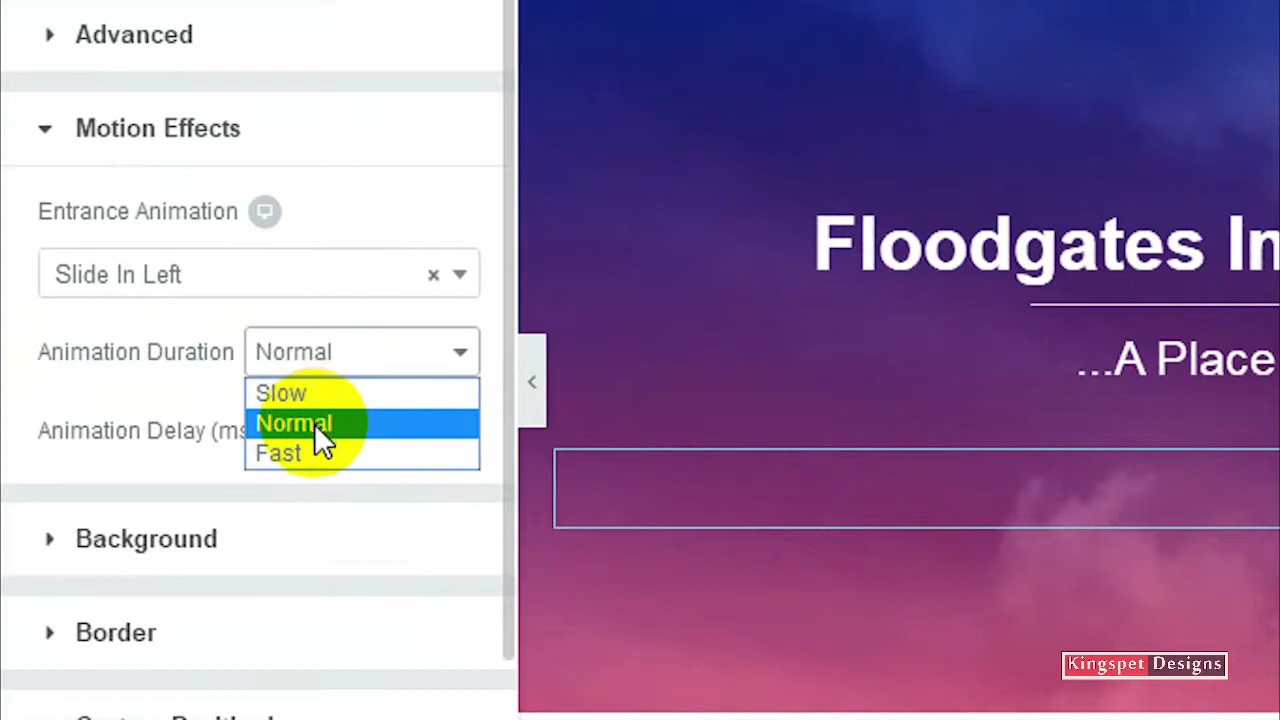 Advanced
Motion Effects
Entrance Animation
Slide In Left
Animation Duration
Normal
Slow
Normal
Fast
Animation Delay (ms
Background
Border
Floodgates In
...A Place
Kingspet Designs